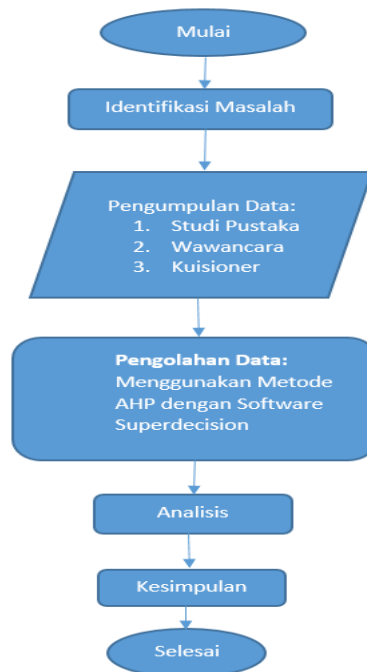 Mulai
Identifikasi Masalah
Pengumpulan Data:
1. Studi Pustaka
2. Wawancara
3. Kuisioner
Pengolahan Data:
Menggunakan Metode
AHP dengan Software
Superdecision
Analisis
Kesimpulan
Selesai